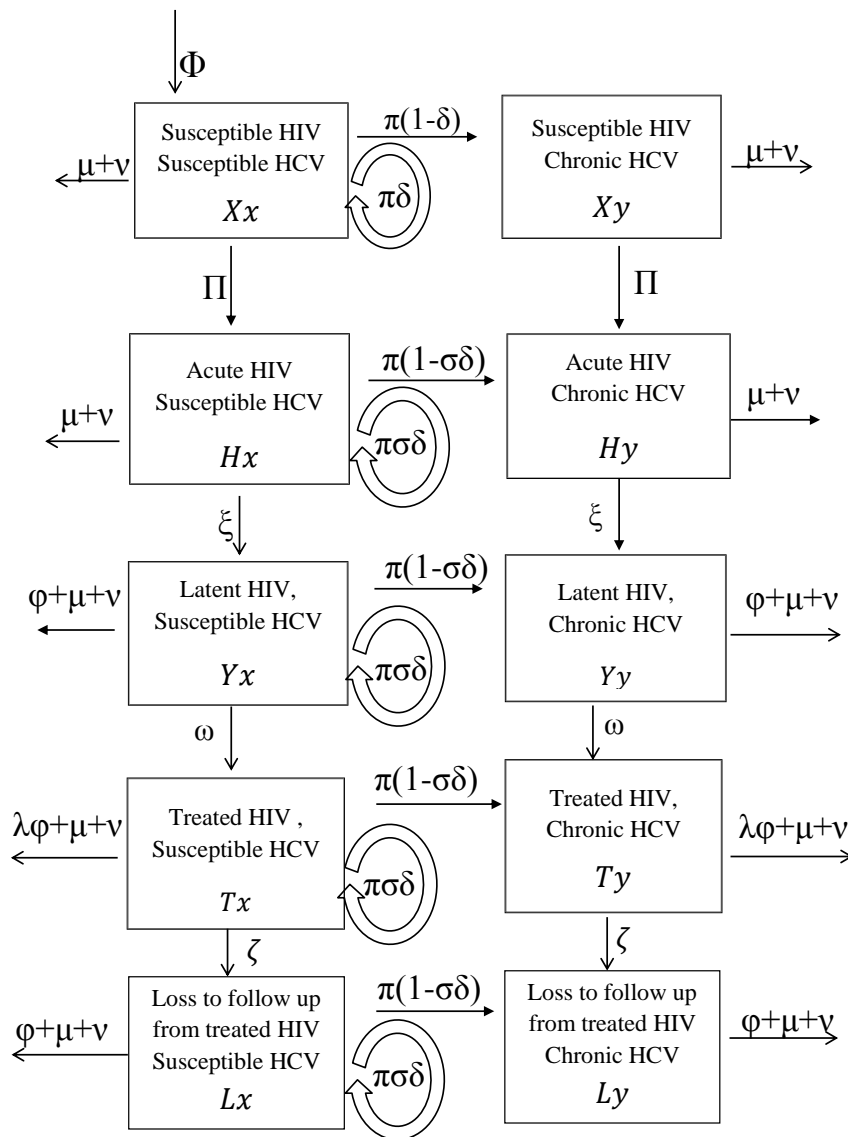 Φ
Susceptible HIV
Susceptible HCV
Xx
π(1-δ)
πδ
Susceptible HIV
Chronic HCV
Xy
μ+ν
μ+ν
Π
Π
Acute HIV
Susceptible HCV
Hx
π(1-σδ)
πσδ
Acute HIV
Chronic HCV
Hy
μ+ν
μ+ν
ξ
ξ
Latent HIV,
Susceptible HCV
Yx
π(1-σδ)
πσδ
Latent HIV,
Chronic HCV
Yy
φ+μ+ν
φ+μ+ν
ω
ω
Treated HIV ,
Susceptible HCV
Tx
π(1-σδ)
πσδ
Treated HIV,
Chronic HCV
Ty
λφ+μ+ν
λφ+μ+ν
ζ
ζ
Loss to follow up
from treated HIV
Susceptible HCV
Lx
π(1-σδ)
πσδ
Loss to follow up
from treated HIV
Chronic HCV
Ly
φ+μ+ν
φ+μ+ν